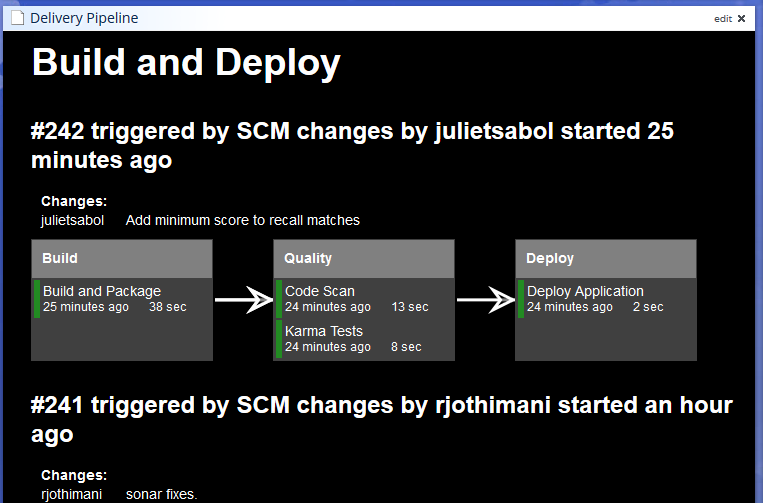 Delivery Pipeline edit
Build and Deploy
#242 triggered by SCM changes by julietsabol started 25
minutes ago
Changes:
julietsabol Add minimum score to recall matches
Build
Build and Package
25 minutes ago 38 sec
Quality
Code Scan
24 minutes ago 13 sec
Karma Tests
24 minutes ago 8 sec
Deploy
Deploy Application
24 minutes ago 2 sec
#241 triggered by SCM changes by rjothimani started an hour
ago
Changes:
rjothimani sonar fixes.